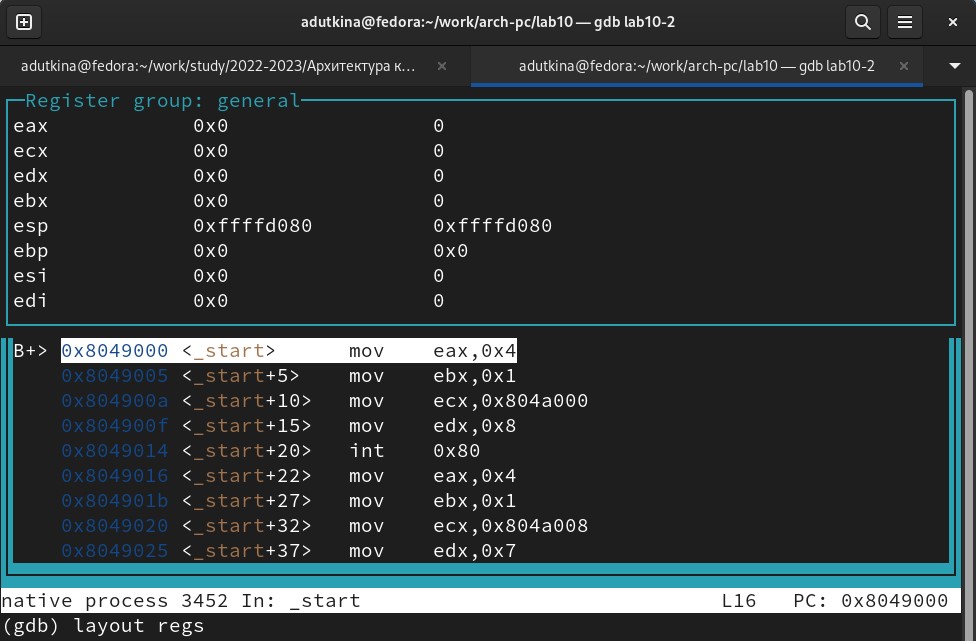 adutkina@fedora:~/work/arch-pc/lab10 — gdb lab10-2
adutkina@fedora:~/work/study/2022-2023/Архитектура к... × adutkina@fedora:~/work/arch-pc/lab10 — gdb lab10-2 ×
Register group: general
eax 0x0 0
ecx 0x0 0
edx 0x0 0
ebx 0x0 0
esp 0xffffd080 0xffffd080
ebp 0x0 0x0
esi 0x0 0
edi 0x0 0
B+> 0x8049000 <_start> mov eax,0x4
0x8049005 <_start+5> mov ebx,0x1
0x804900a <_start+10> mov ecx,0x804a000
0x804900f <_start+15> mov edx,0x8
0x8049014 <_start+20> int 0x80
0x8049016 <_start+22> mov eax,0x4
0x804901b <_start+27> mov ebx,0x1
0x8049020 <_start+32> mov ecx,0x804a008
0x8049025 <_start+37> mov edx,0x7
native process 3452 In: _start L16 PC: 0x8049000
(gdb) layout regs